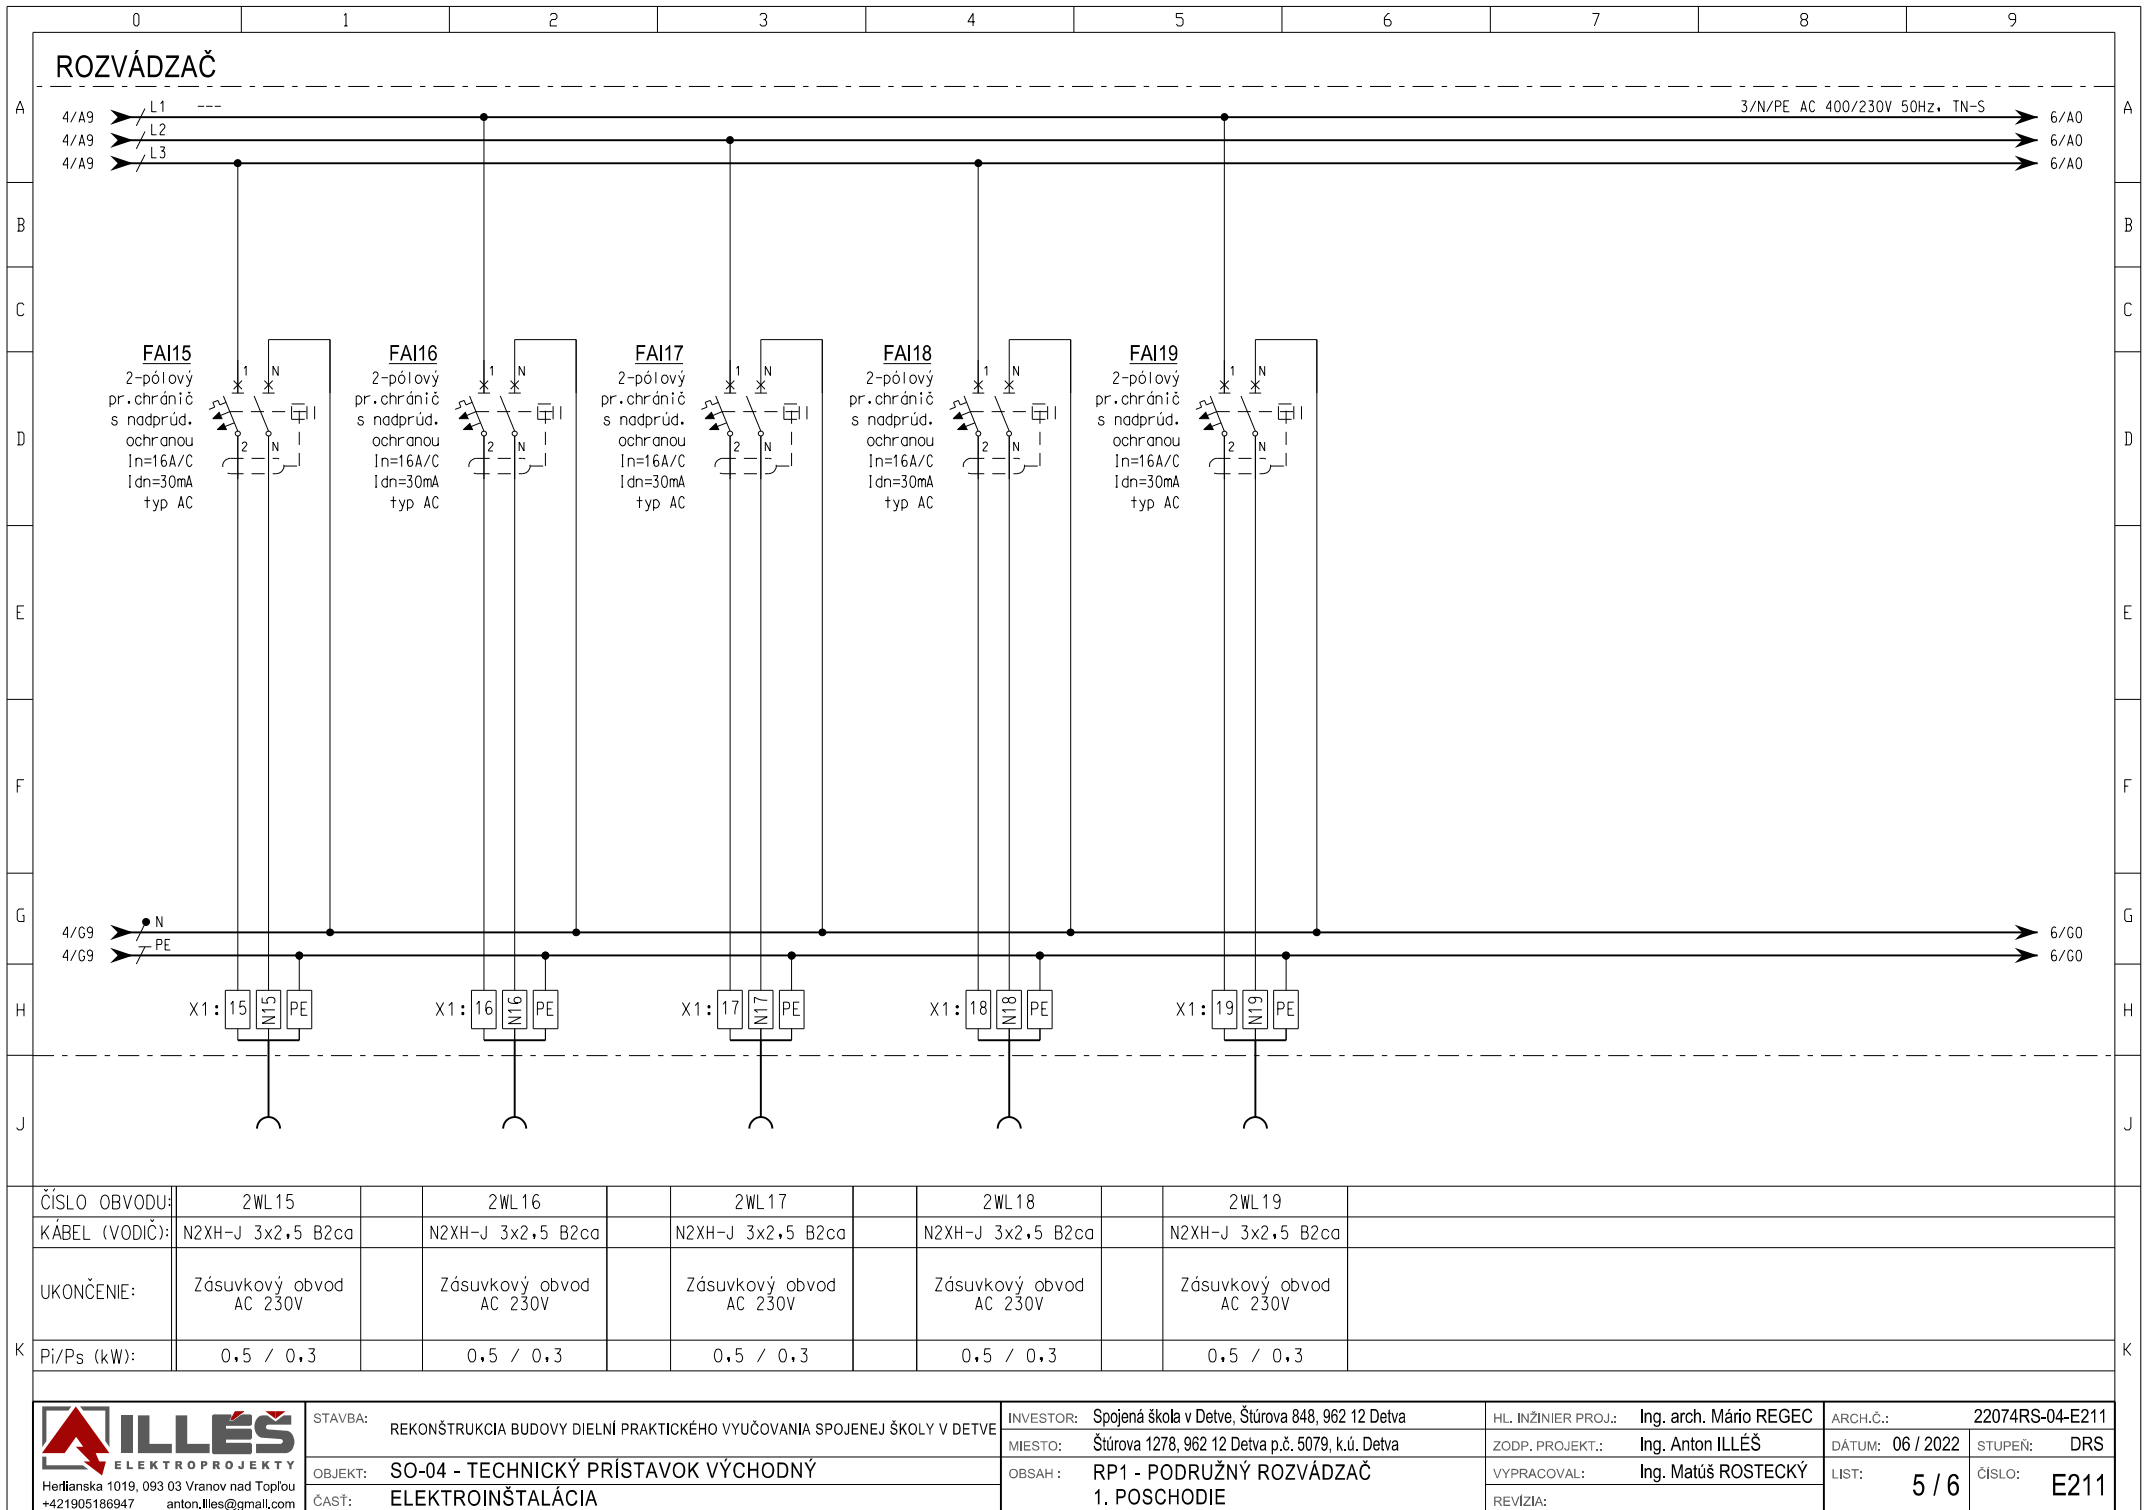 0 1 2 3 4 5 6 7 8 9
ROZVÁDZAČ
A A
4/A9 L1 --- 3/N/PE AC 400/230V 50Hz, TN-S 6/A0
4/A9 L2 6/A0
4/A9 L3 6/A0
B B
C C
FAI15 FAI16 FAI17 FAI18 FAI19
1 N 1 N 1 N 1 N 1 N
2-pólový 2-pólový 2-pólový 2-pólový 2-pólový
pr.chránič pr.chránič pr.chránič pr.chránič pr.chránič
s nadprúd. s nadprúd. s nadprúd. s nadprúd. s nadprúd.
D D
ochranou ochranou ochranou ochranou ochranou
2 N 2 N 2 N 2 N 2 N
In=16A/C In=16A/C In=16A/C In=16A/C In=16A/C
Idn=30mA Idn=30mA Idn=30mA Idn=30mA Idn=30mA
typ AC typ AC typ AC typ AC typ AC
E E
F F
G G
4/G9 N 6/G0
4/G9 PE 6/G0
H X1: 15 N15 PE X1: 16 N16 PE X1: 17 N17 PE X1: 18 N18 PE X1: 19 N19 PE H
J J
ČÍSLO OBVODU: 2WL15 2WL16 2WL17 2WL18 2WL19
KÁBEL (VODIČ): N2XH-J 3x2,5 B2ca N2XH-J 3x2,5 B2ca N2XH-J 3x2,5 B2ca N2XH-J 3x2,5 B2ca N2XH-J 3x2,5 B2ca
UKONČENIE: Zásuvkový obvod Zásuvkový obvod Zásuvkový obvod Zásuvkový obvod Zásuvkový obvod
AC 230V AC 230V AC 230V AC 230V AC 230V
K K
Pi/Ps (kW): 0,5 / 0,3 0,5 / 0,3 0,5 / 0,3 0,5 / 0,3 0,5 / 0,3
ILLÉŠ
ELEKTROPROJEKTY
Herlianska 1019, 093 03 Vranov nad Topľou
+421905186947 anton.illes@gmail.com
STAVBA: REKONŠTRUKCIA BUDOVY DIELNÍ PRAKTICKÉHO VYUČOVANIA SPOJENEJ ŠKOLY V DETVE
OBJEKT: SO-04 - TECHNICKÝ PRÍSTAVOK VÝCHODNÝ
ČASŤ: ELEKTROINŠTALÁCIA
INVESTOR: Spojená škola v Detve, Štúrova 848, 962 12 Detva
MIESTO: Štúrova 1278, 962 12 Detva p.č. 5079, k.ú. Detva
OBSAH : RP1 - PODRUŽNÝ ROZVÁDZAČ
1. POSCHODIE
HL. INŽINIER PROJ.: Ing. arch. Mário REGEC
ZODP. PROJEKT.: Ing. Anton ILLÉŠ
VYPRACOVAL: Ing. Matúš ROSTECKÝ
REVÍZIA:
ARCH.Č.: 22074RS-04-E211
DÁTUM: 06 / 2022 STUPEŇ: DRS
LIST: 5 / 6 ČÍSLO: E211